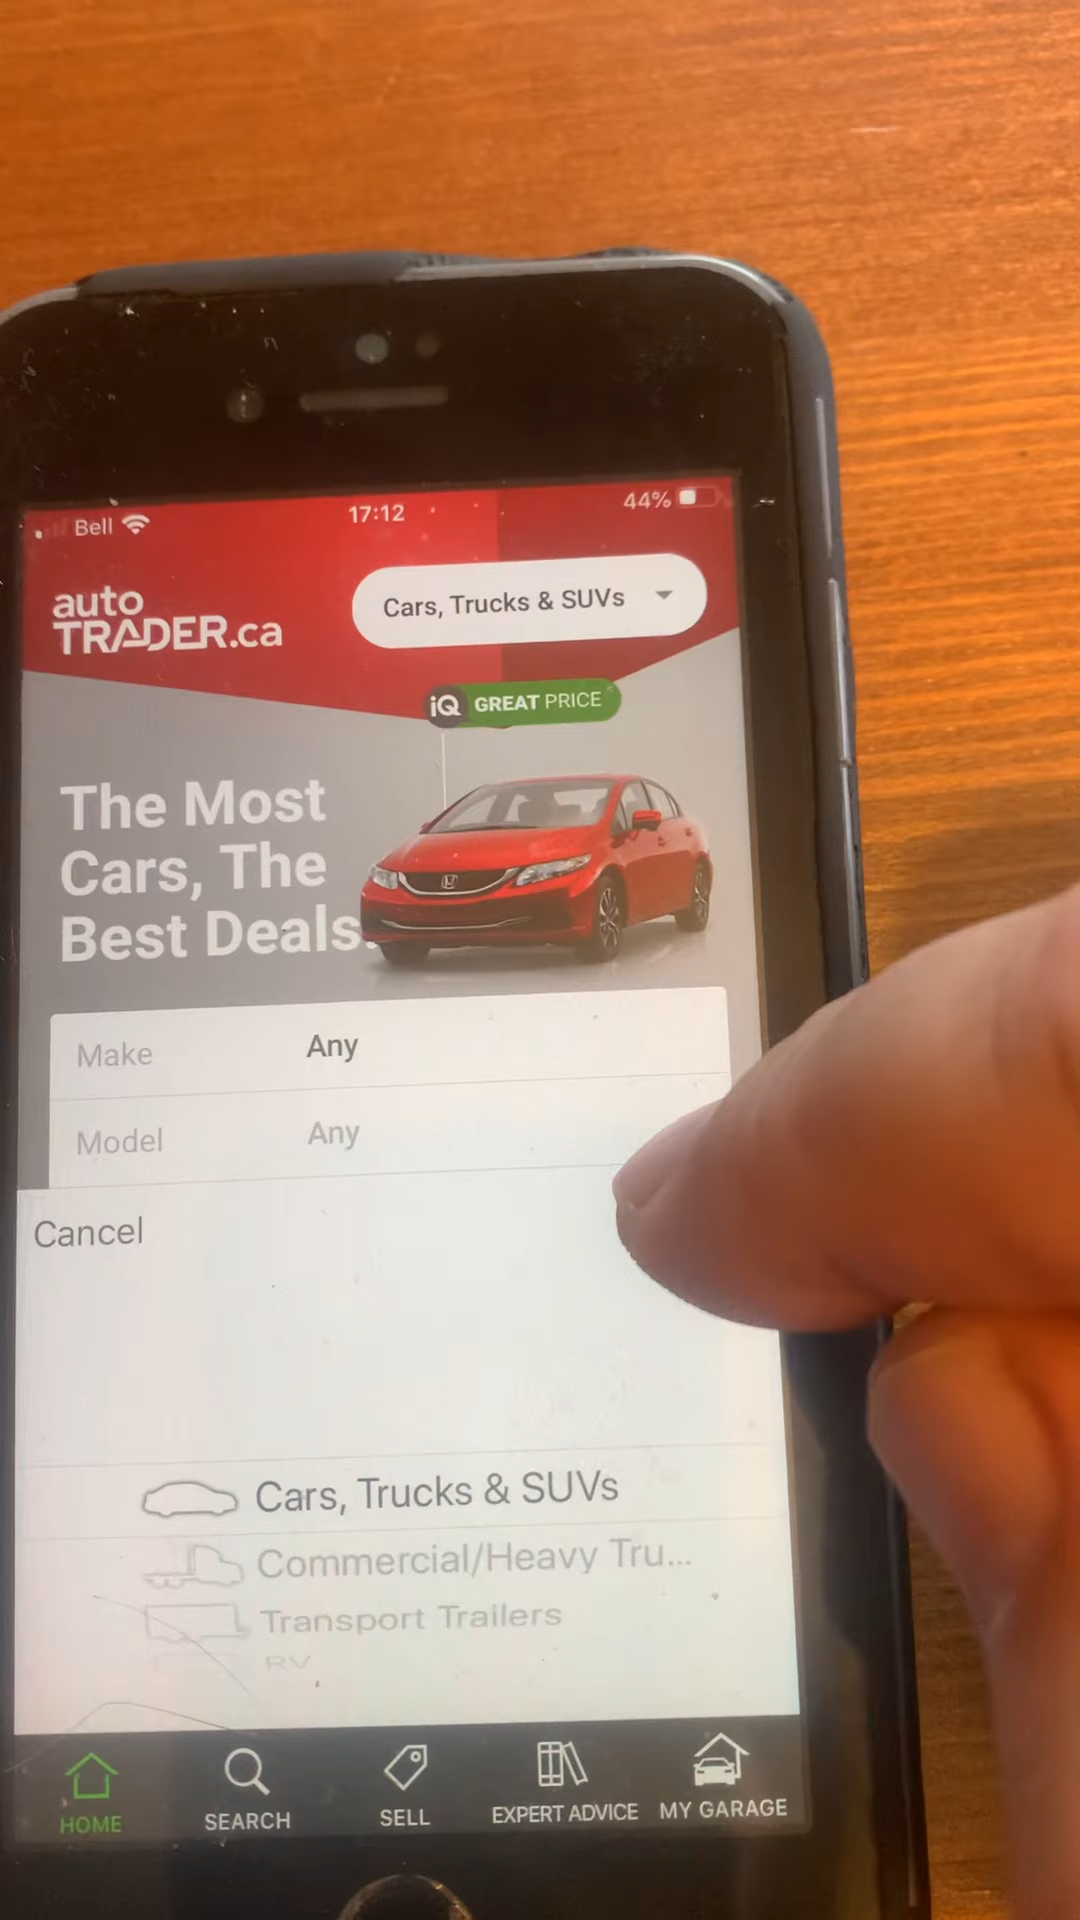 Bell
17:12
44%
auto
TRADER.ca
Cars, Trucks & SUVs
iQ GREAT PRICE
The Most
Cars, The
Best Deals.
Make Any
Model Any
Cancel
Cars, Trucks & SUVs
Commercial/Heavy Tru...
Transport Trailers
RV
HOME
SEARCH
SELL
EXPERT ADVICE
MY GARAGE